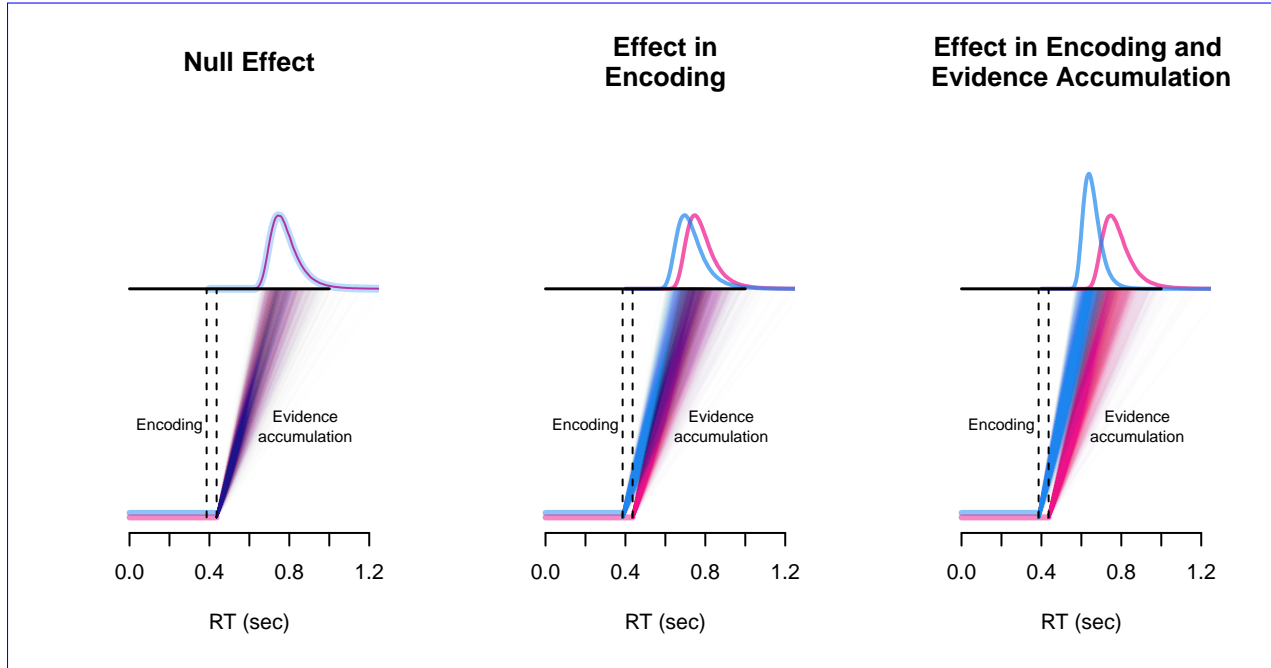 Null Effect
Encoding
Evidence
accumulation
0.0 0.4 0.8 1.2
RT (sec)
Effect in
Encoding
Encoding
Evidence
accumulation
0.0 0.4 0.8 1.2
RT (sec)
Effect in Encoding and
Evidence Accumulation
Encoding
Evidence
accumulation
0.0 0.4 0.8 1.2
RT (sec)